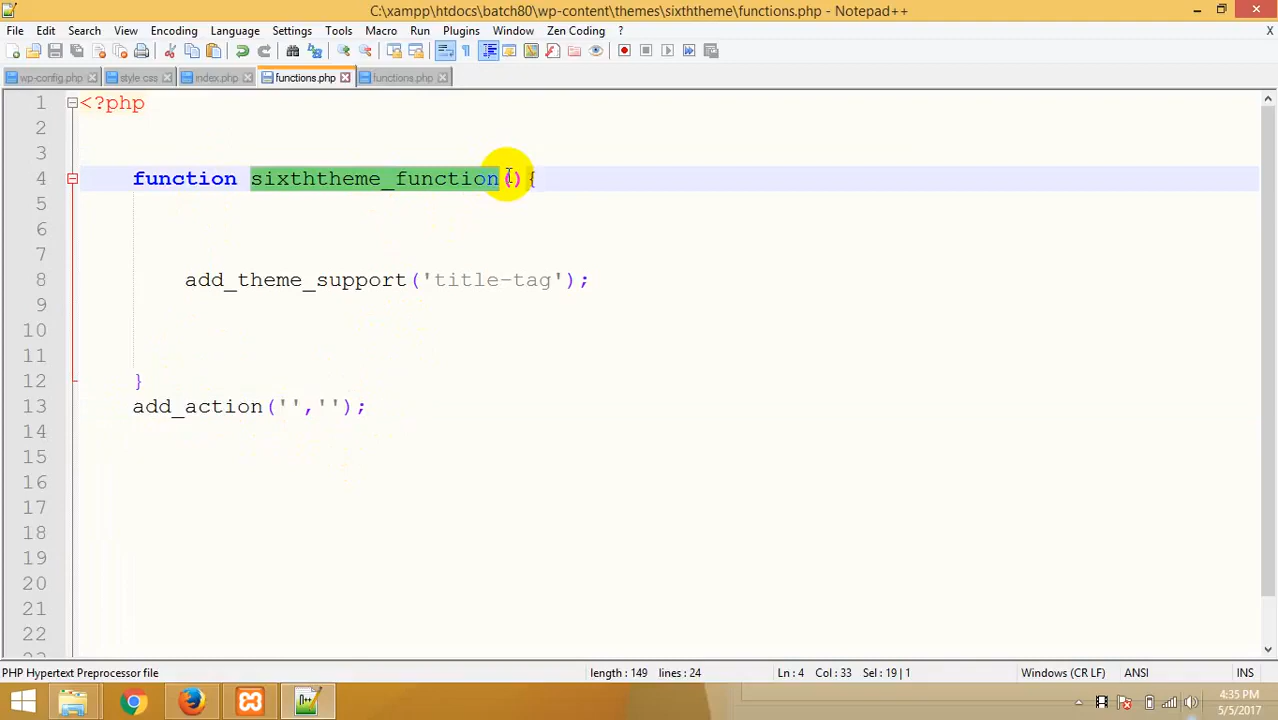 C:\xampp\htdocs\batch80\wp-content\themes\sixththeme\functions.php - Notepad++
File Edit Search View Encoding Language Settings Tools Macro Run Plugins Window Zen Coding ? X
wp-config.php style.css index.php functions.php functions.php
1 <?php
2
3
4 function sixththeme_function(){
5
6
7
8 add_theme_support('title-tag');
9
10
11
12 }
13 add_action('','');
14
15
16
17
18
19
20
21
22
PHP Hypertext Preprocessor file length : 149 lines : 24 Ln : 4 Col : 33 Sel : 19 | 1 Windows (CR LF) ANSI INS
4:35 PM
5/5/2017